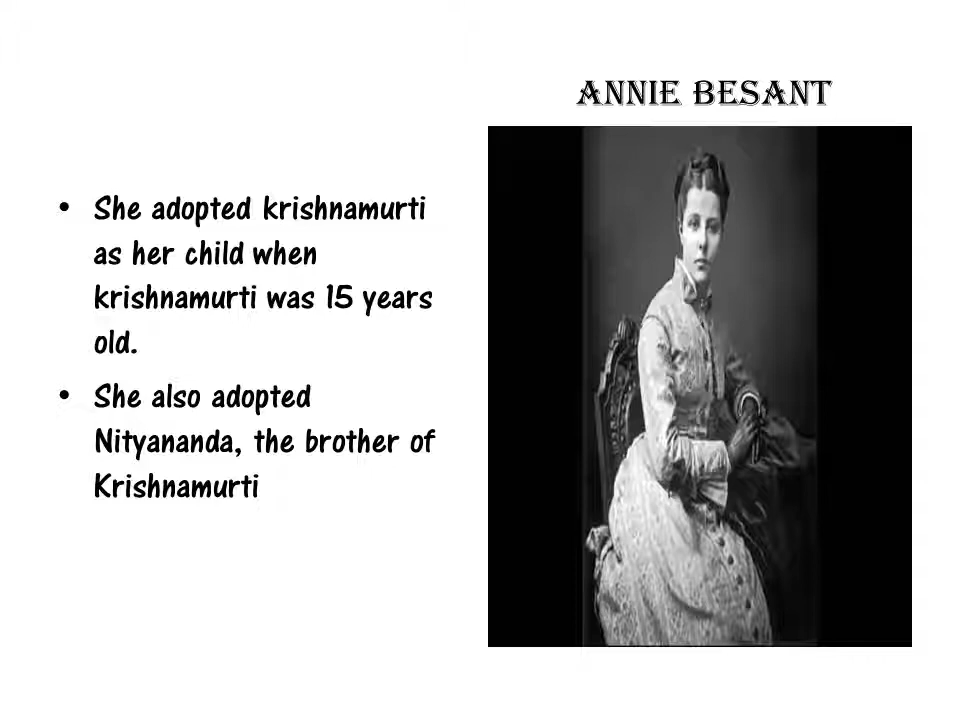 ANNIE BESANT
• She adopted krishnamurti
as her child when
krishnamurti was 15 years
old.
• She also adopted
Nityananda, the brother of
Krishnamurti